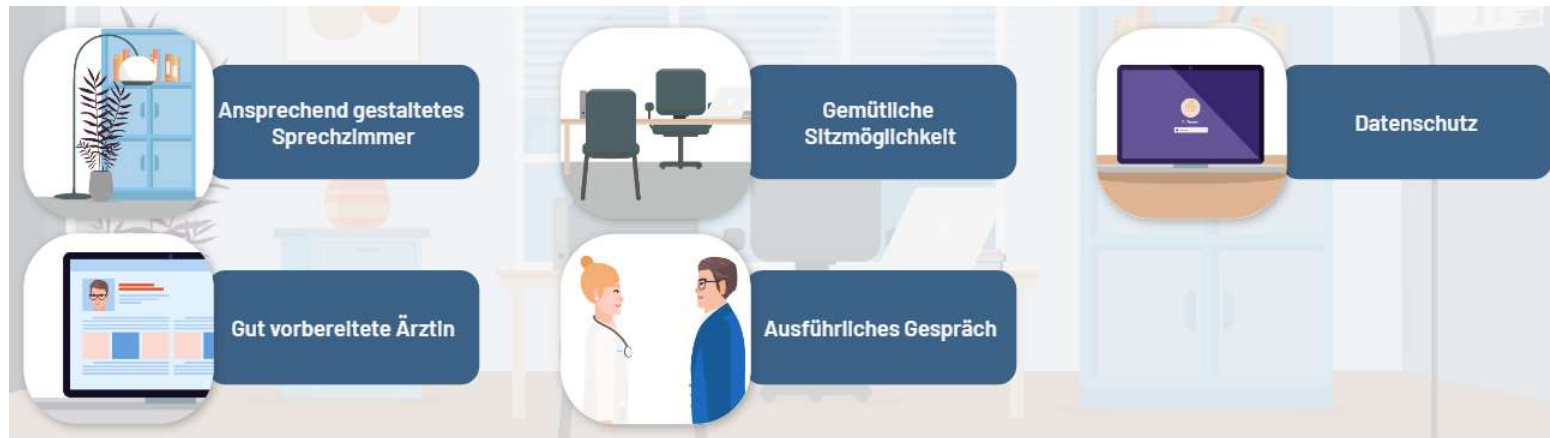 Ansprechend gestaltetes
Sprechzimmer
Gemütliche
Sitzmöglichkeit
Datenschutz
Gut vorbereitete Ärztin
Ausführliches Gespräch